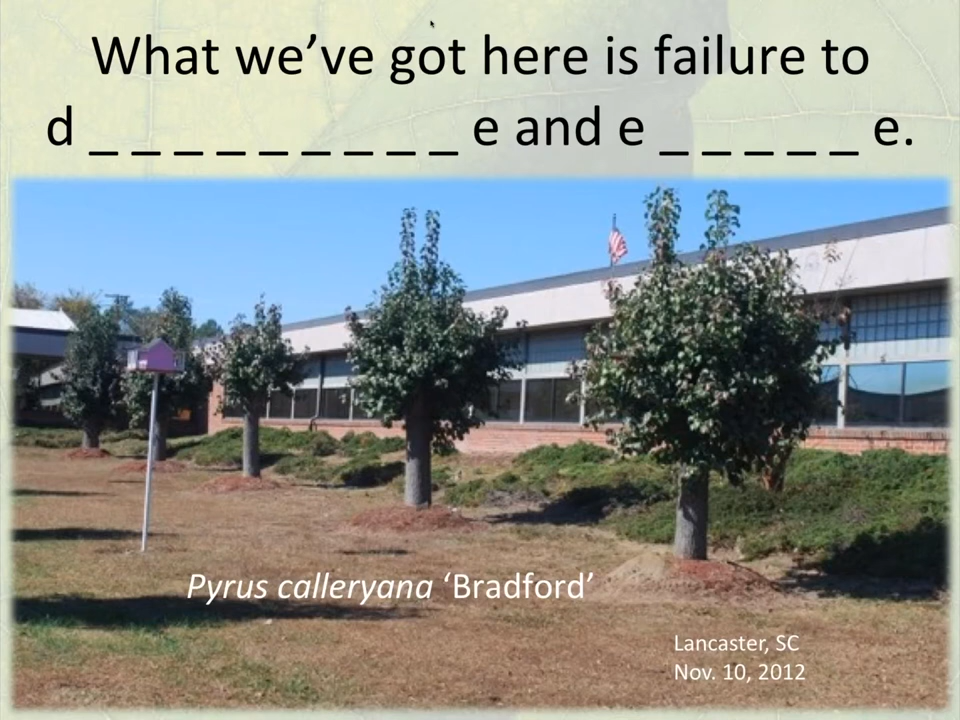 What we've got here is failure to
d _ _ _ _ _ _ _ _ _ e and e _ _ _ _ _ e.
Pyrus calleryana ‘Bradford’
Lancaster, SC
Nov. 10, 2012